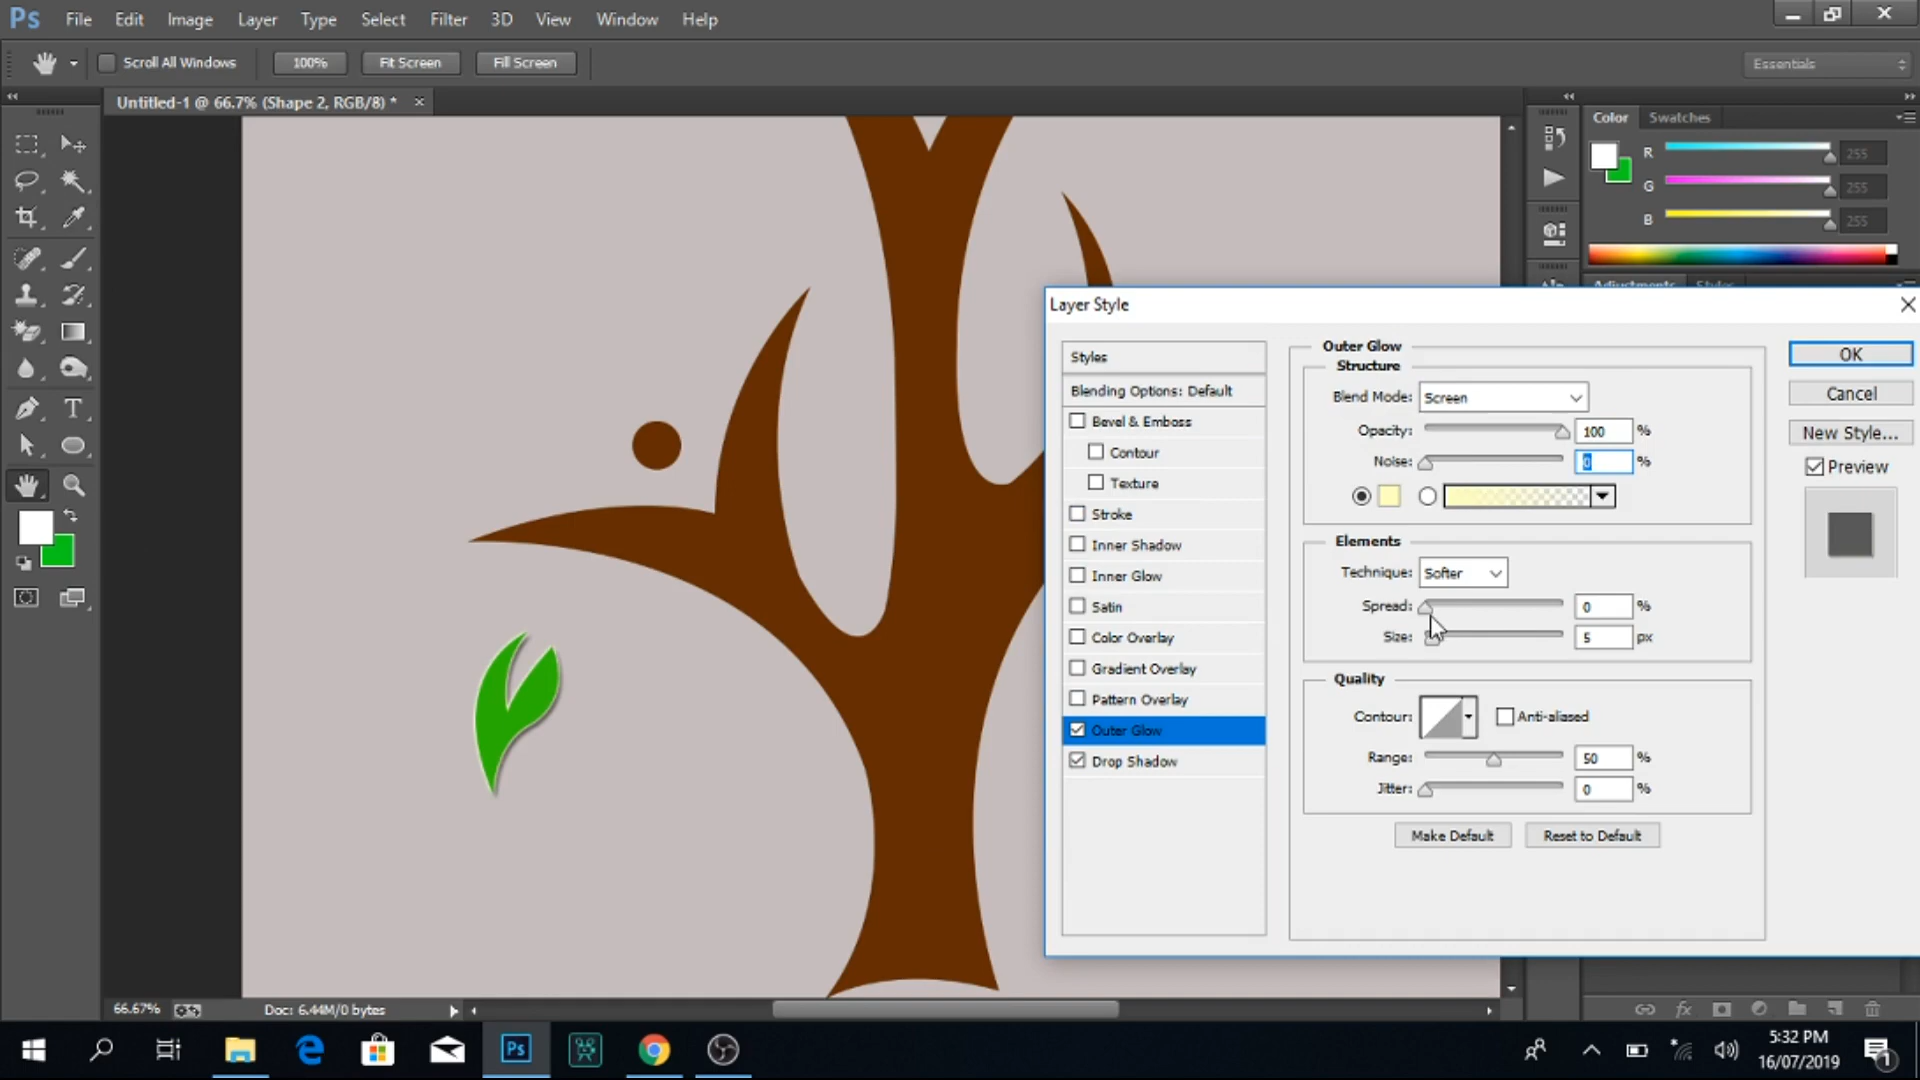 Ps File Edit Image Layer Type Select Filter 3D View Window Help
Scroll All Windows 100% Fit Screen Fill Screen Essentials
Untitled-1 @ 66.7% (Shape 2, RGB/8) * ×
Color Swatches
R 255
G 255
B 255
Adjustments Styles
Layer Style
Styles
Blending Options: Default
Bevel & Emboss
Contour
Texture
Stroke
Inner Shadow
Inner Glow
Satin
Color Overlay
Gradient Overlay
Pattern Overlay
Outer Glow
Drop Shadow
Outer Glow
Structure
Blend Mode: Screen
Opacity: 100 %
Noise: 0 %
Elements
Technique: Softer
Spread: 0 %
Size: 5 px
Quality
Contour: Anti-aliased
Range: 50 %
Jitter: 0 %
Make Default Reset to Default
OK
Cancel
New Style...
Preview
66.67% Doc: 6.44M/0 bytes
fx
Ps
5:32 PM
16/07/2019
1